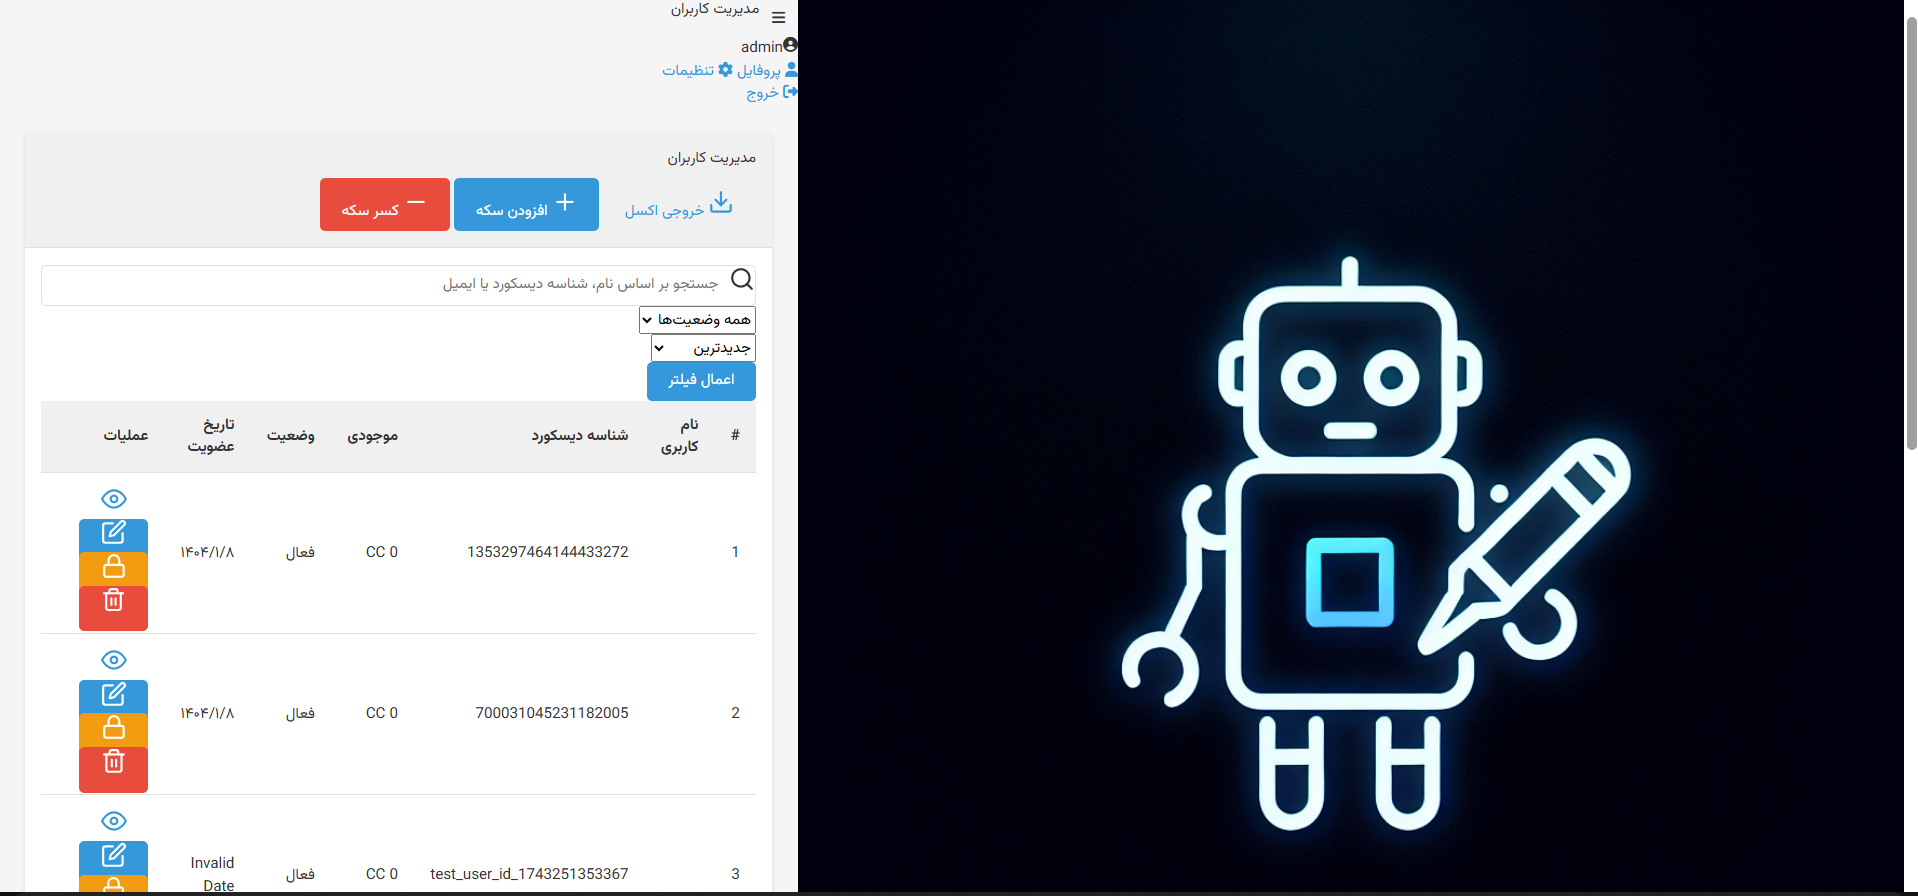 مدیریت کاربران
admin
پروفایل تنظیمات
خروج
مدیریت کاربران
خروجی اکسل افزودن سکه کسر سکه
جستجو بر اساس نام، شناسه دیسکورد یا ایمیل
همه وضعیت‌ها
جدیدترین
اعمال فیلتر
# نام کاربری شناسه دیسکورد موجودی وضعیت تاریخ عضویت عملیات
1 1353297464144433272 CC 0 فعال ۱۴۰۴/۱/۸
2 700031045231182005 CC 0 فعال ۱۴۰۴/۱/۸
3 test_user_id_1743251353367 CC 0 فعال Invalid Date